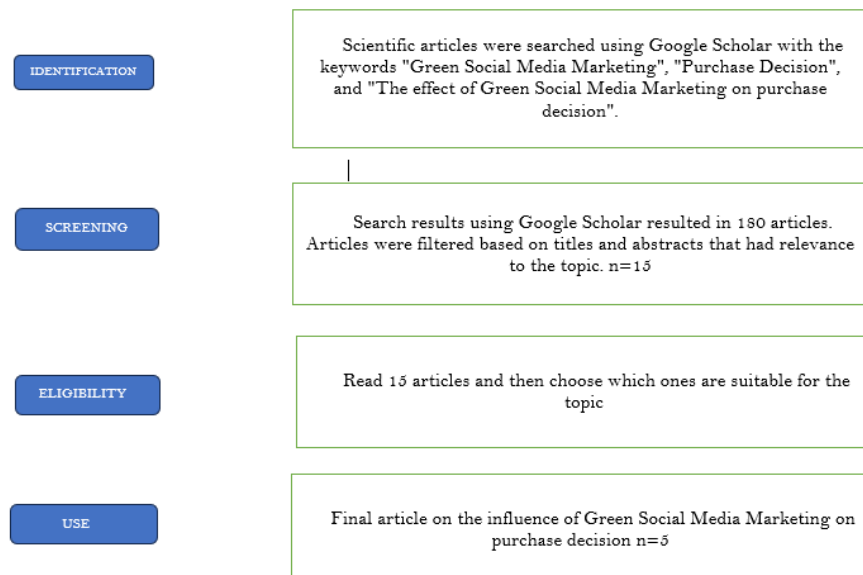 IDENTIFICATION
Scientific articles were searched using Google Scholar with the
keywords "Green Social Media Marketing", "Purchase Decision",
and "The effect of Green Social Media Marketing on purchase
decision".
SCREENING
Search results using Google Scholar resulted in 180 articles.
Articles were filtered based on titles and abstracts that had relevance
to the topic. n=15
ELIGIBILITY
Read 15 articles and then choose which ones are suitable for the
topic
USE
Final article on the influence of Green Social Media Marketing on
purchase decision n=5